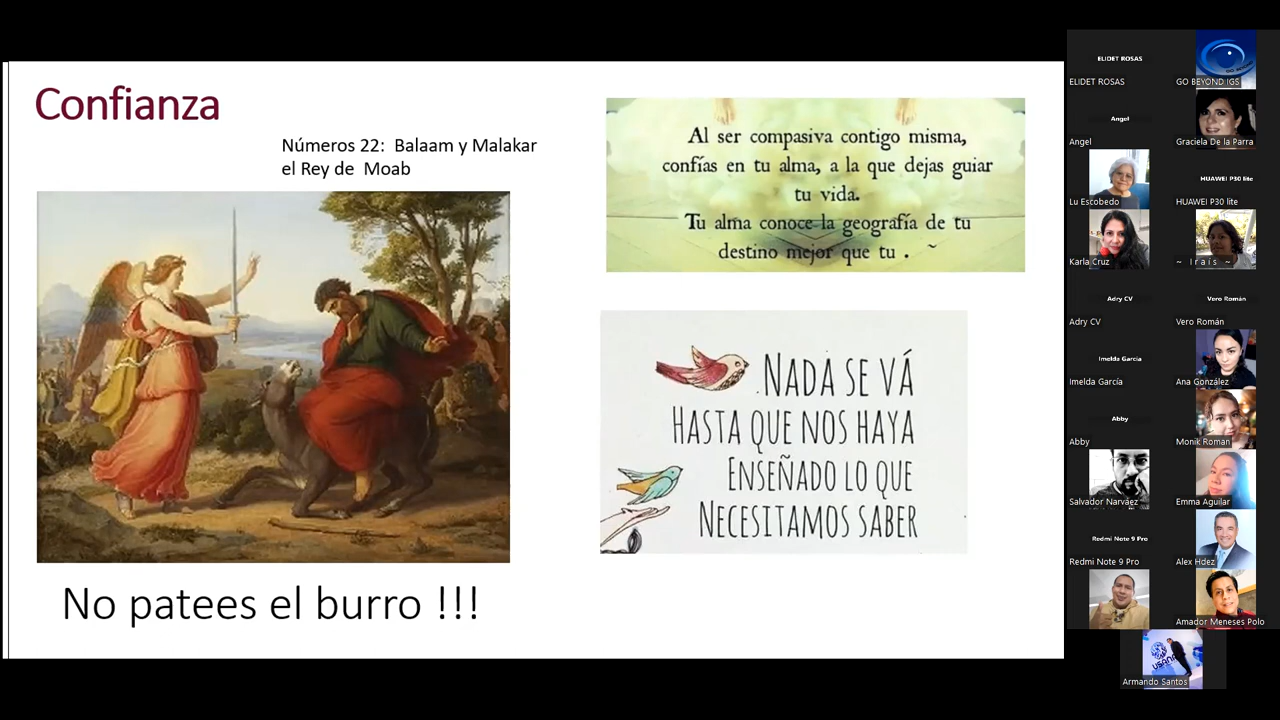 Confianza
Números 22: Balaam y Malakar
el Rey de Moab
No patees el burro !!!
Al ser compasiva contigo misma,
confías en tu alma, a la que dejas guiar
tu vida.
Tu alma conoce la geografía de tu
destino mejor que tu . ~
NADA SE VÁ
HASTA QUE NOS HAYA
ENSEÑADO LO QUE
NECESITAMOS SABER
ELIDET ROSAS
ELIDET ROSAS
GO BEYOND IGS
Angel
Angel
Graciela De la Parra
Lu Escobedo
HUAWEI P30 lite
HUAWEI P30 lite
Karla Cruz
~ I r a í s ~
Adry CV
Adry CV
Vero Román
Vero Román
Imelda Garcia
Imelda García
Ana González
Abby
Abby
Monik Roman
Salvador Narváez
Emma Aguilar
Redmi Note 9 Pro
Redmi Note 9 Pro
Alex Hdez
Amador Meneses Polo
USANA
Armando Santos